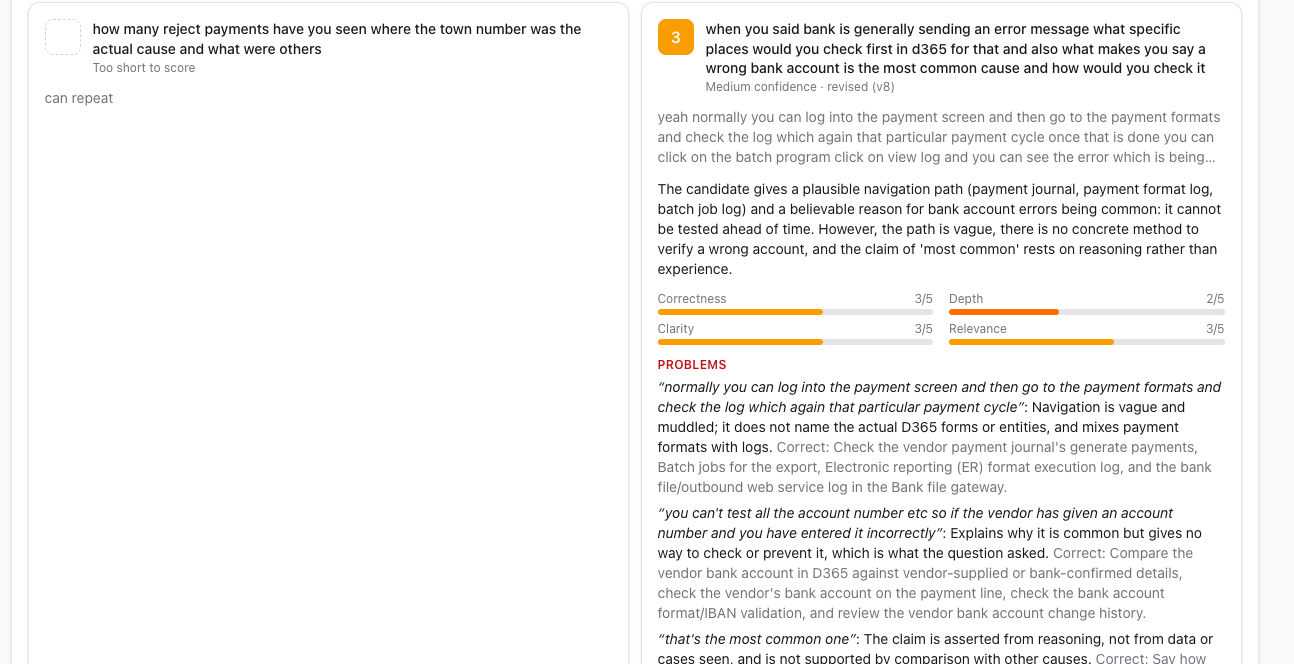 how many reject payments have you seen where the town number was the
actual cause and what were others
Too short to score
can repeat
3
when you said bank is generally sending an error message what specific
places would you check first in d365 for that and also what makes you say a
wrong bank account is the most common cause and how would you check it
Medium confidence · revised (v8)
yeah normally you can log into the payment screen and then go to the payment formats
and check the log which again that particular payment cycle once that is done you can
click on the batch program click on view log and you can see the error which is being...
The candidate gives a plausible navigation path (payment journal, payment format log,
batch job log) and a believable reason for bank account errors being common: it cannot
be tested ahead of time. However, the path is vague, there is no concrete method to
verify a wrong account, and the claim of 'most common' rests on reasoning rather than
experience.
Correctness 3/5 Depth 2/5
Clarity 3/5 Relevance 3/5
PROBLEMS
“normally you can log into the payment screen and then go to the payment formats and
check the log which again that particular payment cycle”: Navigation is vague and
muddled; it does not name the actual D365 forms or entities, and mixes payment
formats with logs. Correct: Check the vendor payment journal's generate payments,
Batch jobs for the export, Electronic reporting (ER) format execution log, and the bank
file/outbound web service log in the Bank file gateway.
“you can't test all the account number etc so if the vendor has given an account
number and you have entered it incorrectly”: Explains why it is common but gives no
way to check or prevent it, which is what the question asked. Correct: Compare the
vendor bank account in D365 against vendor-supplied or bank-confirmed details,
check the vendor's bank account on the payment line, check the bank account
format/IBAN validation, and review the vendor bank account change history.
“that's the most common one”: The claim is asserted from reasoning, not from data or
cases seen, and is not supported by comparison with other causes. Correct: Say how